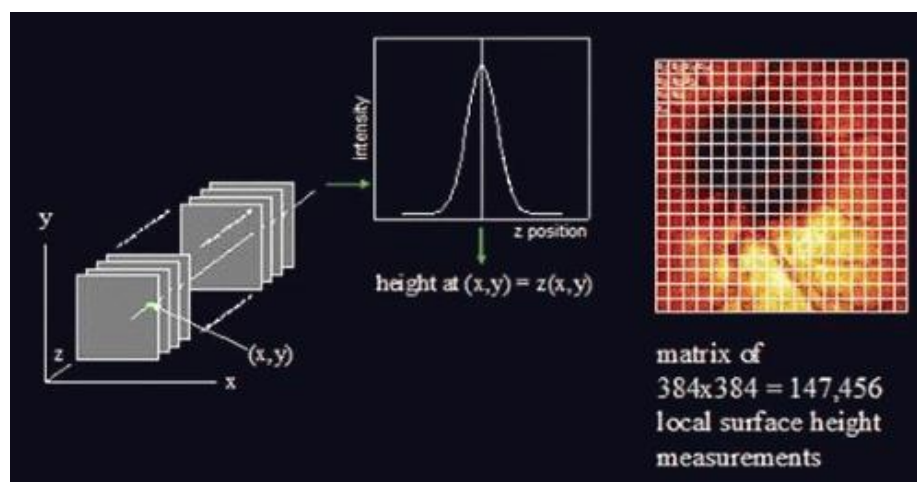 y
z
x
(x,y)
intensity
z position
height at (x,y) = z(x,y)
matrix of
384x384 = 147,456
local surface height
measurements